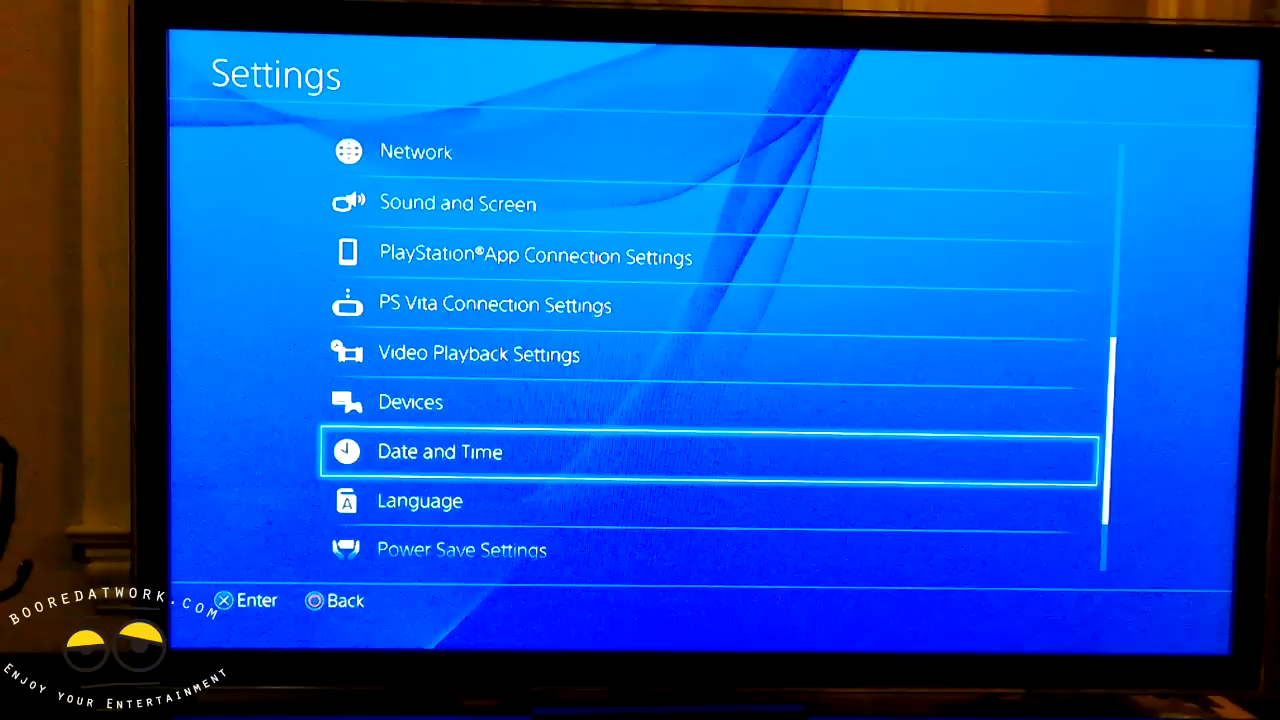 Settings
Network
Sound and Screen
PlayStation®App Connection Settings
PS Vita Connection Settings
Video Playback Settings
Devices
Date and Time
Language
Power Save Settings
Enter
Back
BOOREDATWORK.COM
ENJOY YOUR ENTERTAINMENT